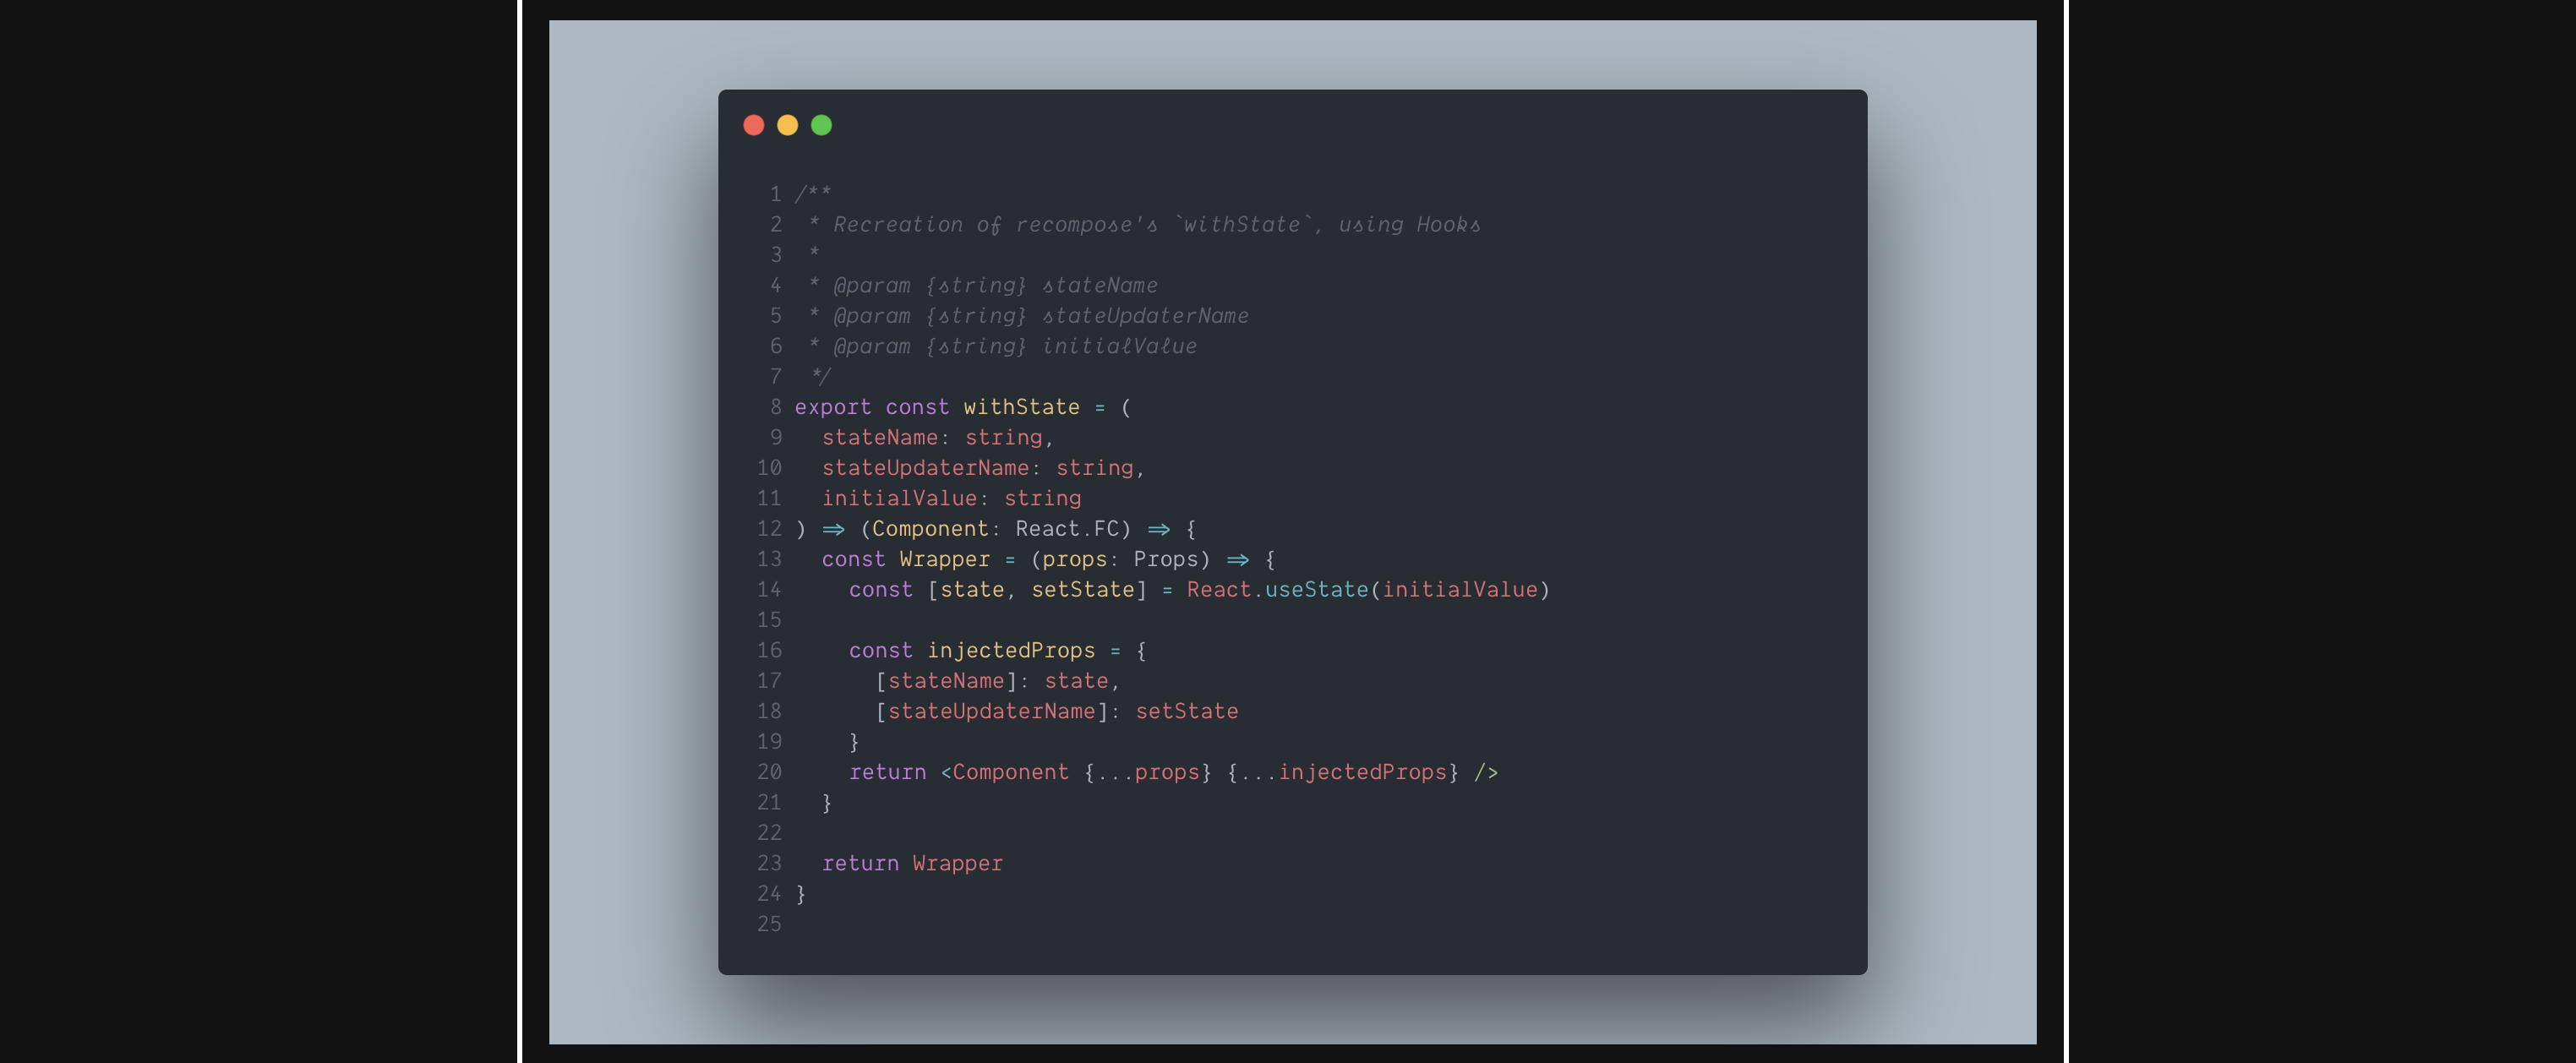 1 /**
2  * Recreation of recompose's `withState`, using Hooks
3  *
4  * @param {string} stateName
5  * @param {string} stateUpdaterName
6  * @param {string} initialValue
7  */
8 export const withState = (
9   stateName: string,
10   stateUpdaterName: string,
11   initialValue: string
12 ) => (Component: React.FC) => {
13   const Wrapper = (props: Props) => {
14     const [state, setState] = React.useState(initialValue)
15
16     const injectedProps = {
17       [stateName]: state,
18       [stateUpdaterName]: setState
19     }
20     return <Component {...props} {...injectedProps} />
21   }
22
23   return Wrapper
24 }
25